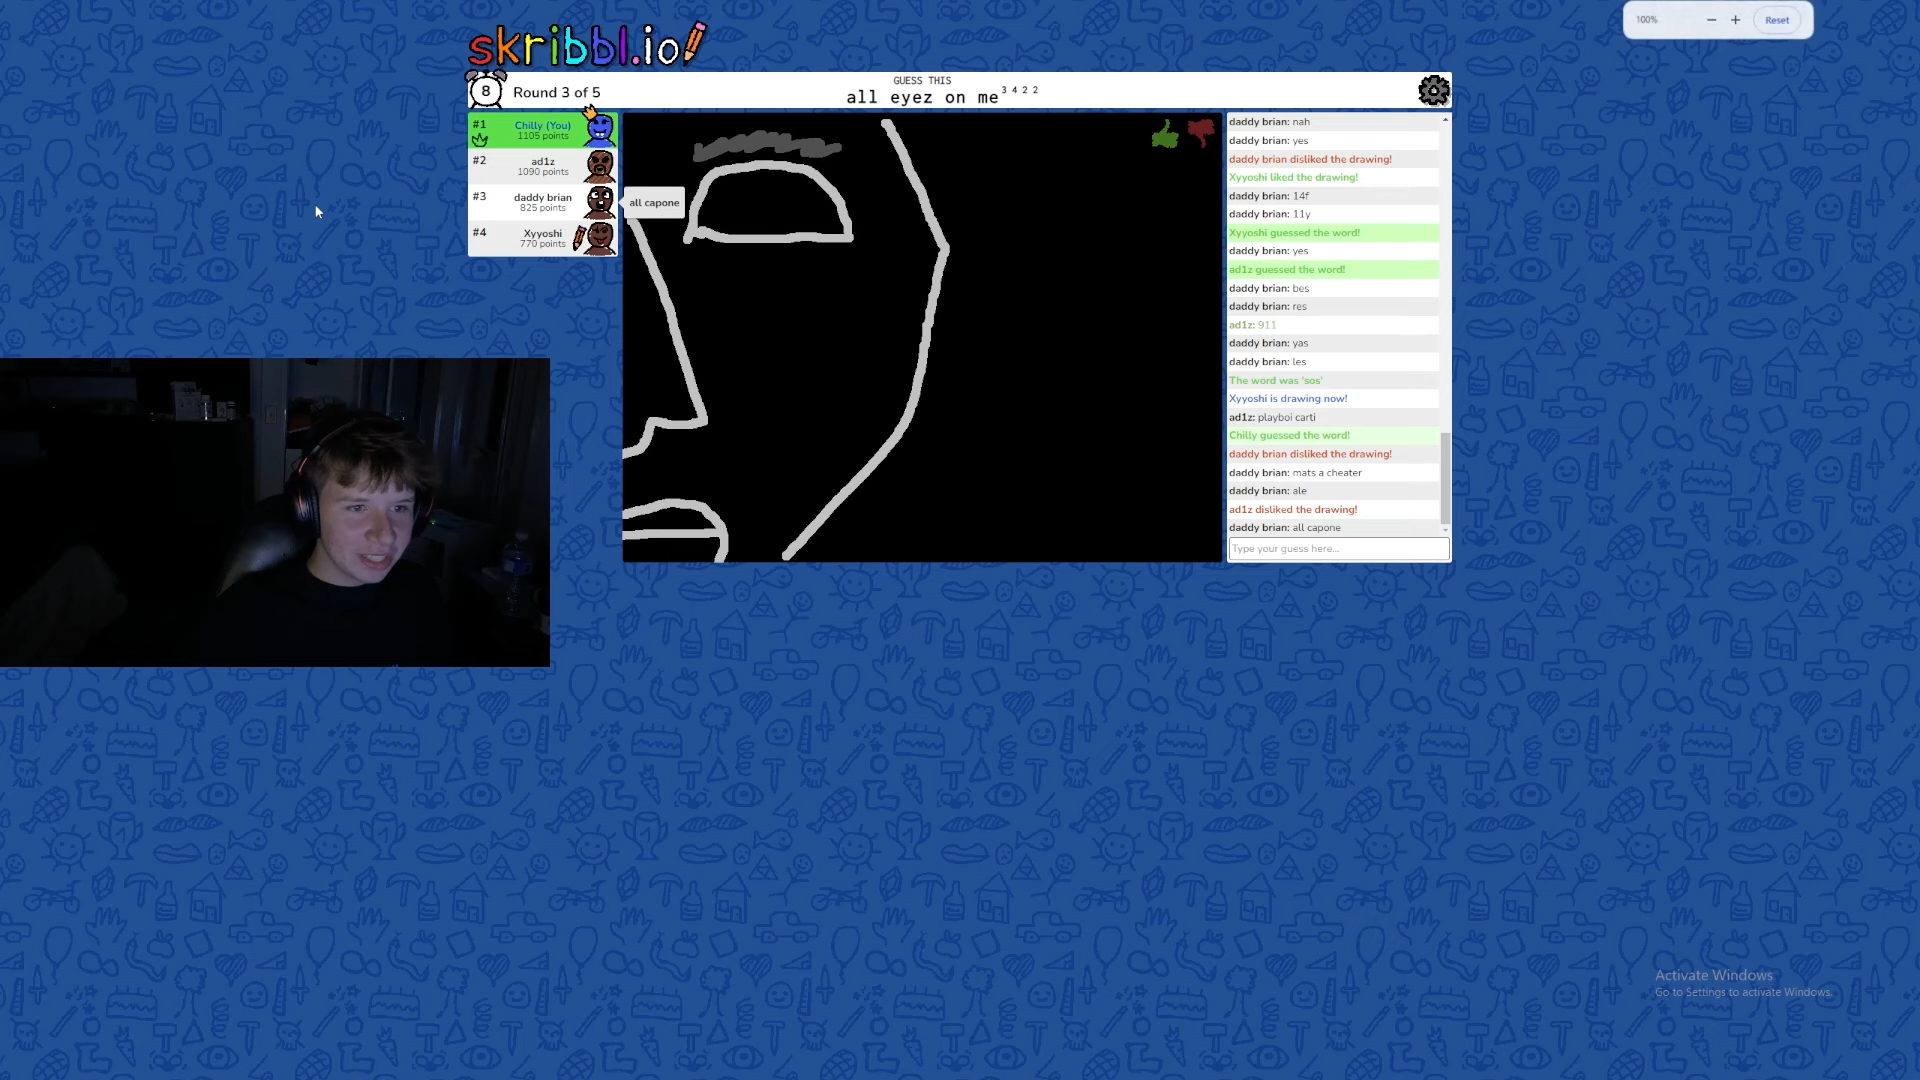 skribbl.io
100%
Reset
8
Round 3 of 5
GUESS THIS
all eyez on me 3 4 2 2
#1
Chilly (You)
1105 points
#2
ad1z
1090 points
#3
daddy brian
825 points
#4
Xyyoshi
770 points
all capone
daddy brian: nah
daddy brian: yes
daddy brian disliked the drawing!
Xyyoshi liked the drawing!
daddy brian: 14f
daddy brian: 11y
Xyyoshi guessed the word!
daddy brian: yes
ad1z guessed the word!
daddy brian: bes
daddy brian: res
ad1z: 911
daddy brian: yas
daddy brian: les
The word was 'sos'
Xyyoshi is drawing now!
ad1z: playboi carti
Chilly guessed the word!
daddy brian disliked the drawing!
daddy brian: mats a cheater
daddy brian: ale
ad1z disliked the drawing!
daddy brian: all capone
Type your guess here...
Activate Windows
Go to Settings to activate Windows.